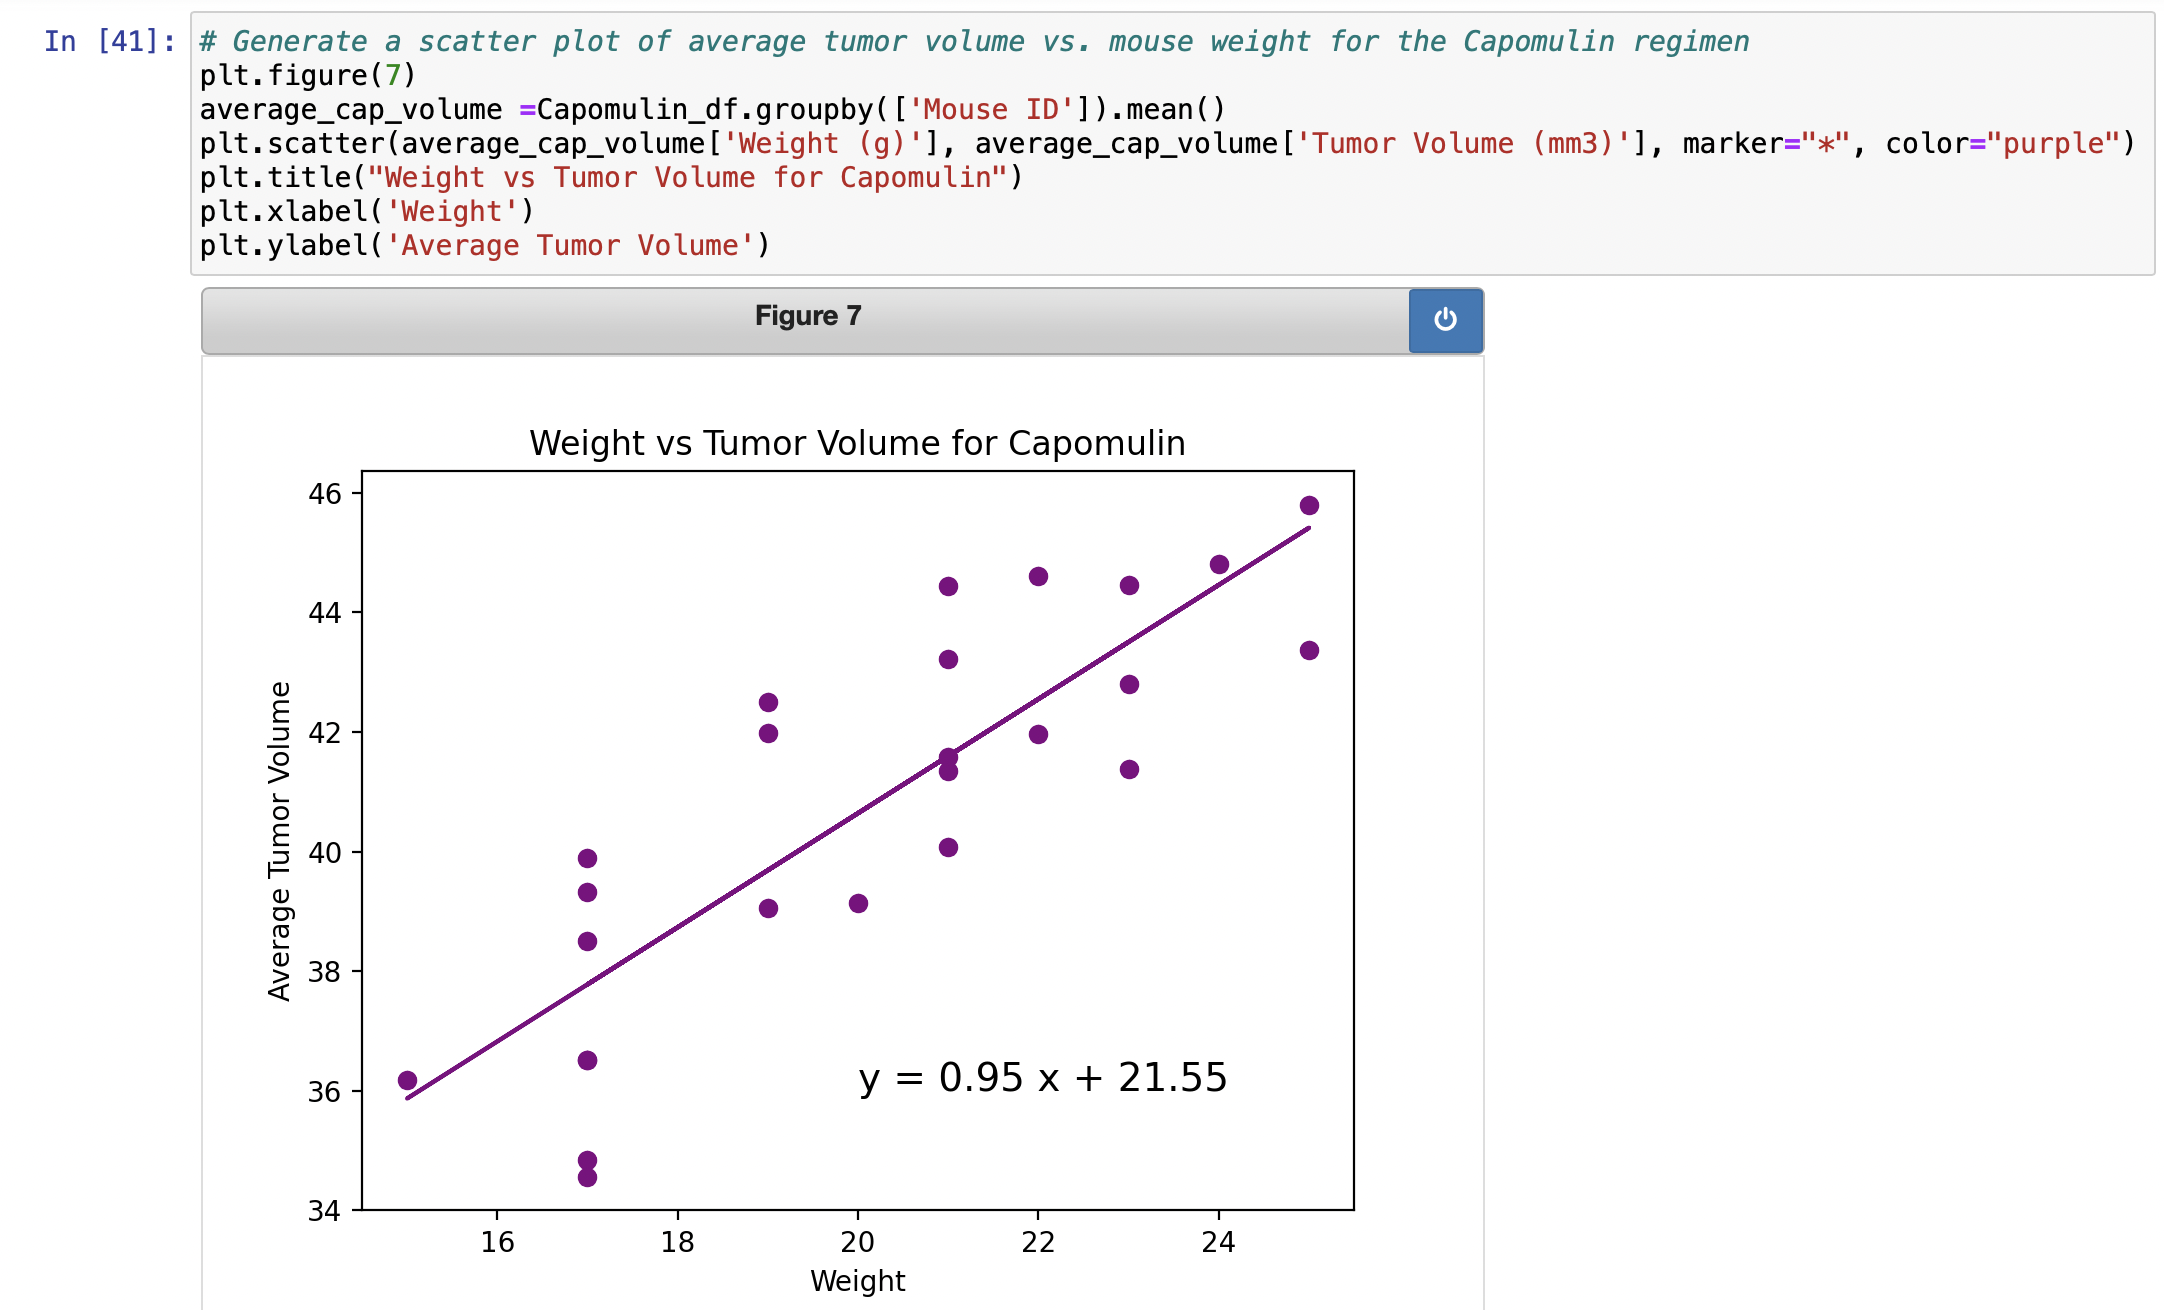 In [41]:
# Generate a scatter plot of average tumor volume vs. mouse weight for the Capomulin regimen
plt.figure(7)
average_cap_volume =Capomulin_df.groupby(['Mouse ID']).mean()
plt.scatter(average_cap_volume['Weight (g)'], average_cap_volume['Tumor Volume (mm3)'], marker="*", color="purple")
plt.title("Weight vs Tumor Volume for Capomulin")
plt.xlabel('Weight')
plt.ylabel('Average Tumor Volume')
Figure 7
Weight vs Tumor Volume for Capomulin
Average Tumor Volume
46
44
42
40
38
36
34
y = 0.95 x + 21.55
16 18 20 22 24
Weight